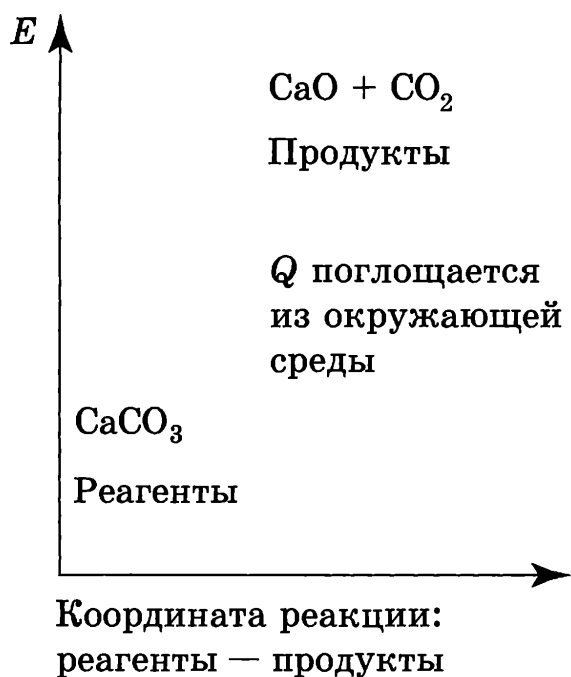 E
CaO + CO₂
Продукты
Q поглощается
из окружающей
среды
CaCO₃
Реагенты
Координата реакции:
реагенты — продукты